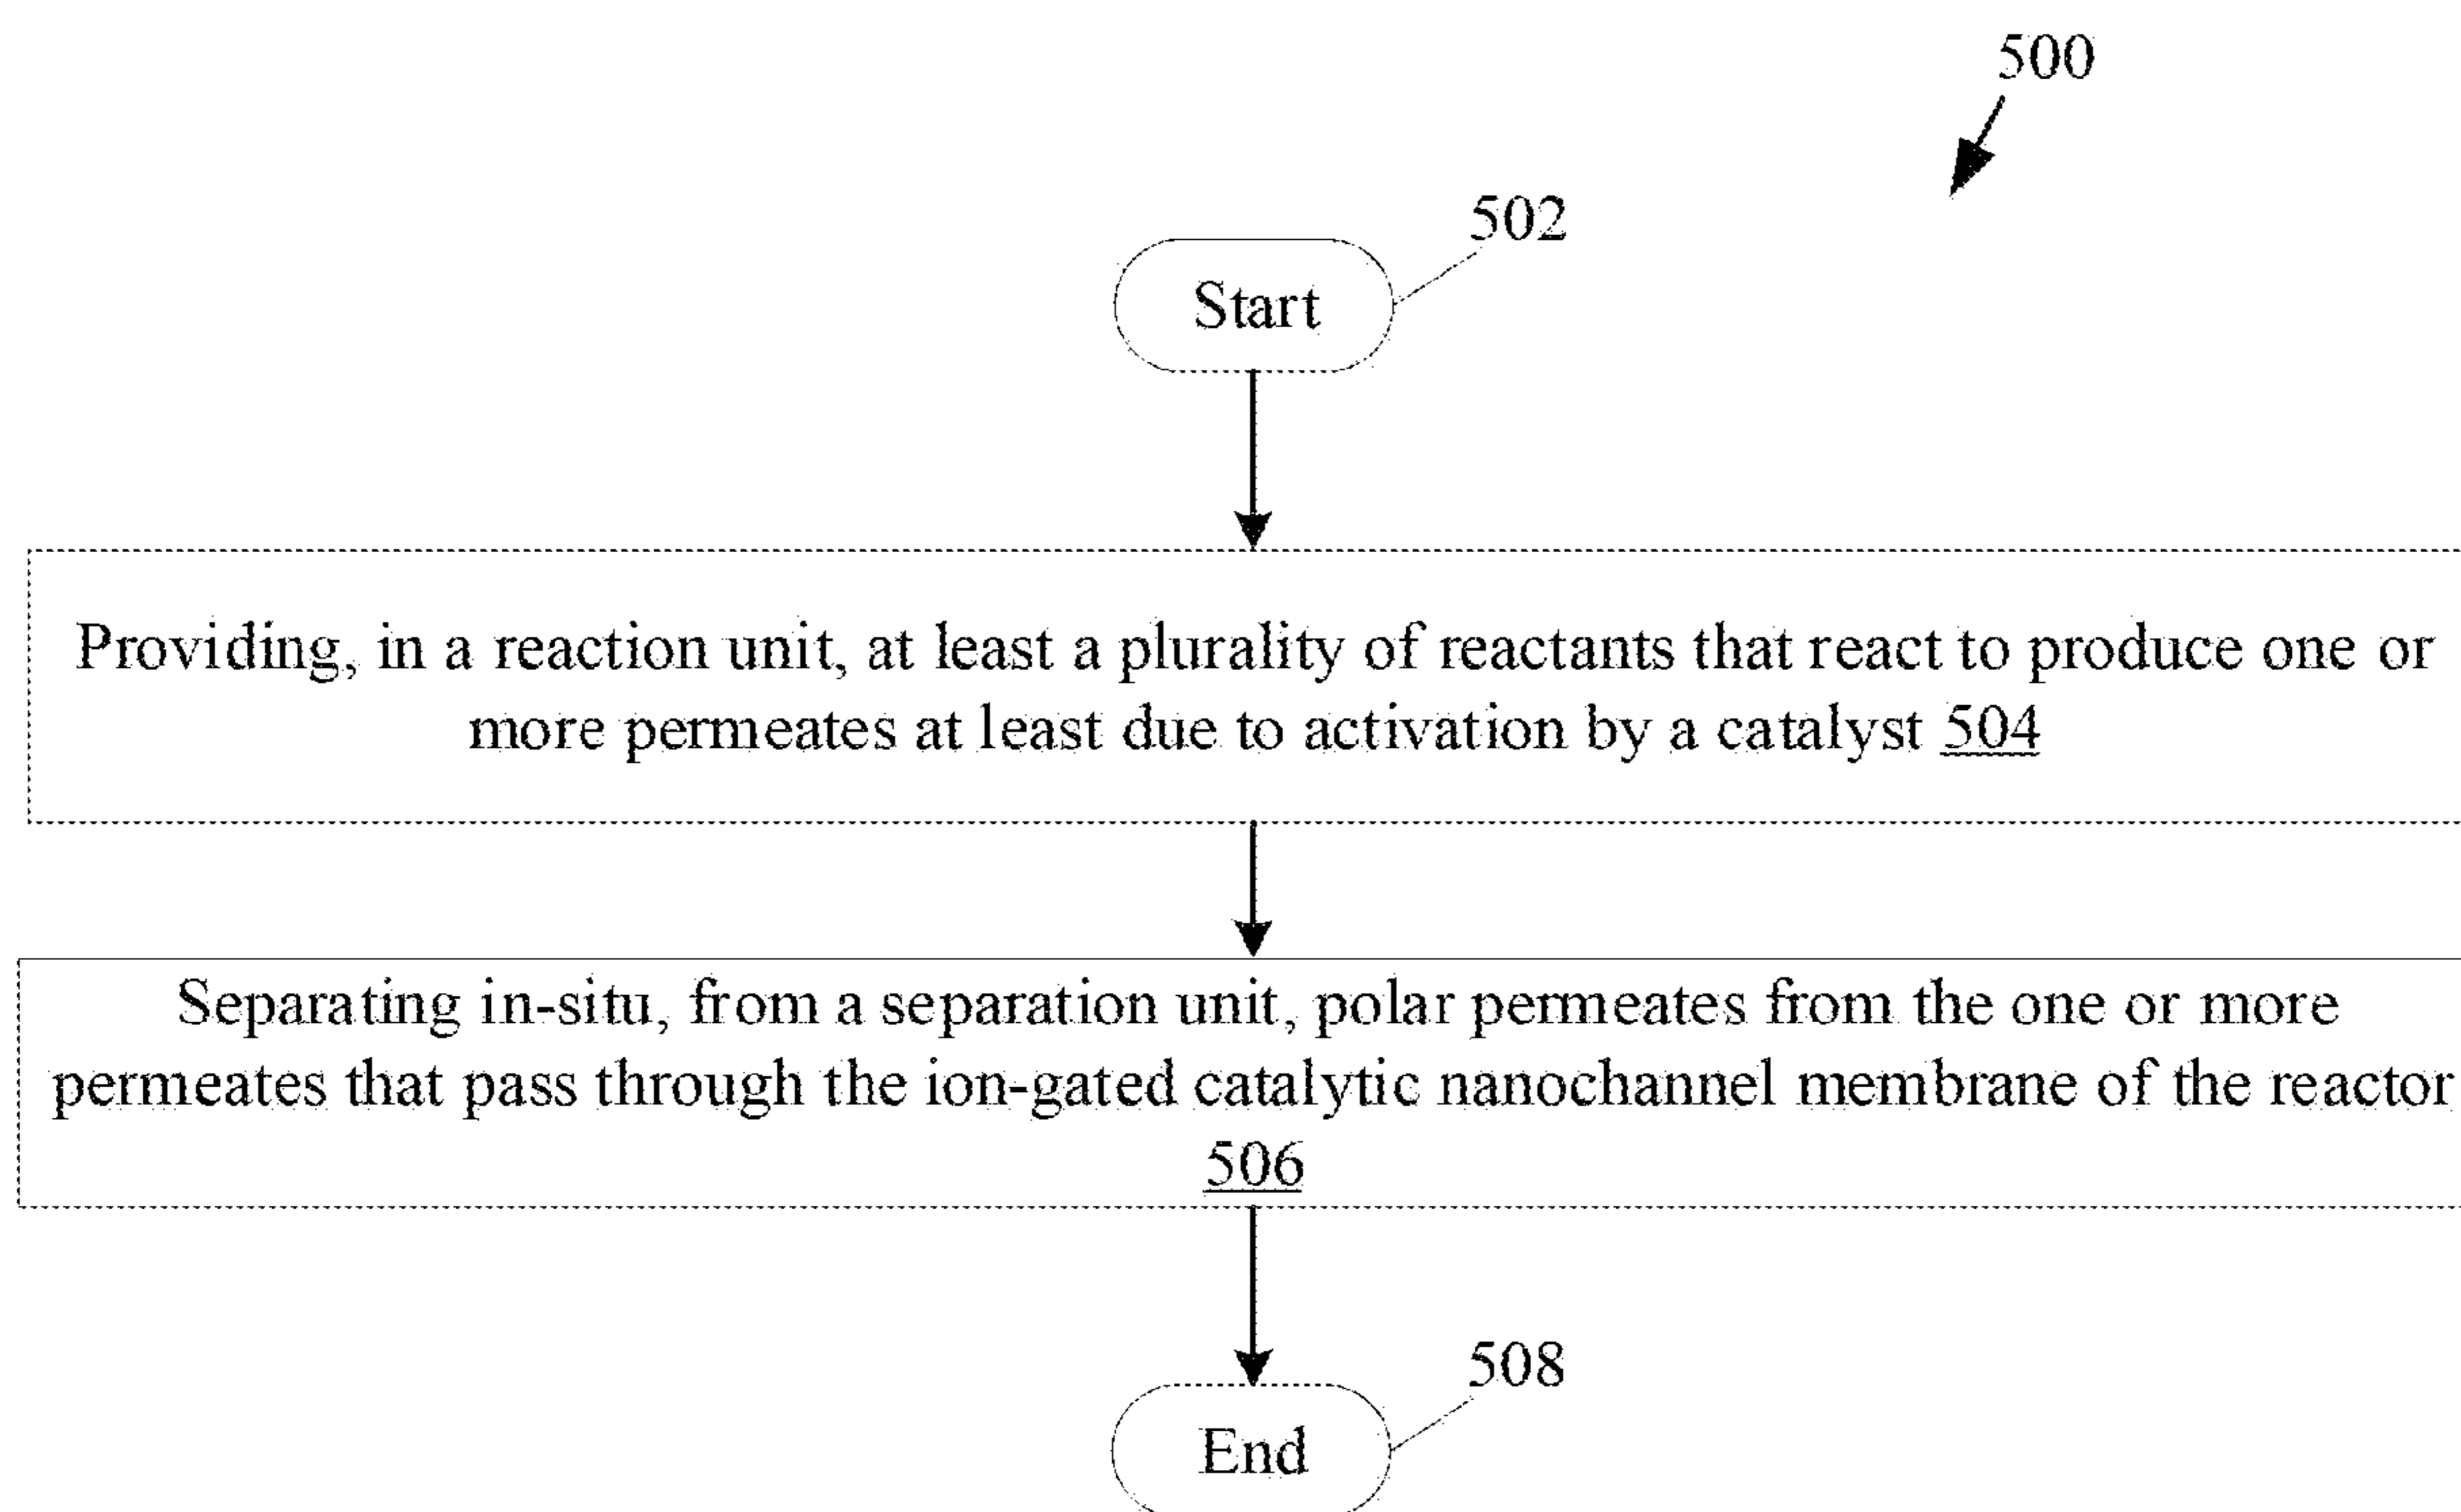 500
502
Start
Providing, in a reaction unit, at least a plurality of reactants that react to produce one or
more permeates at least due to activation by a catalyst 504
Separating in-situ, from a separation unit, polar permeates from the one or more
permeates that pass through the ion-gated catalytic nanochannel membrane of the reactor
506
508
End